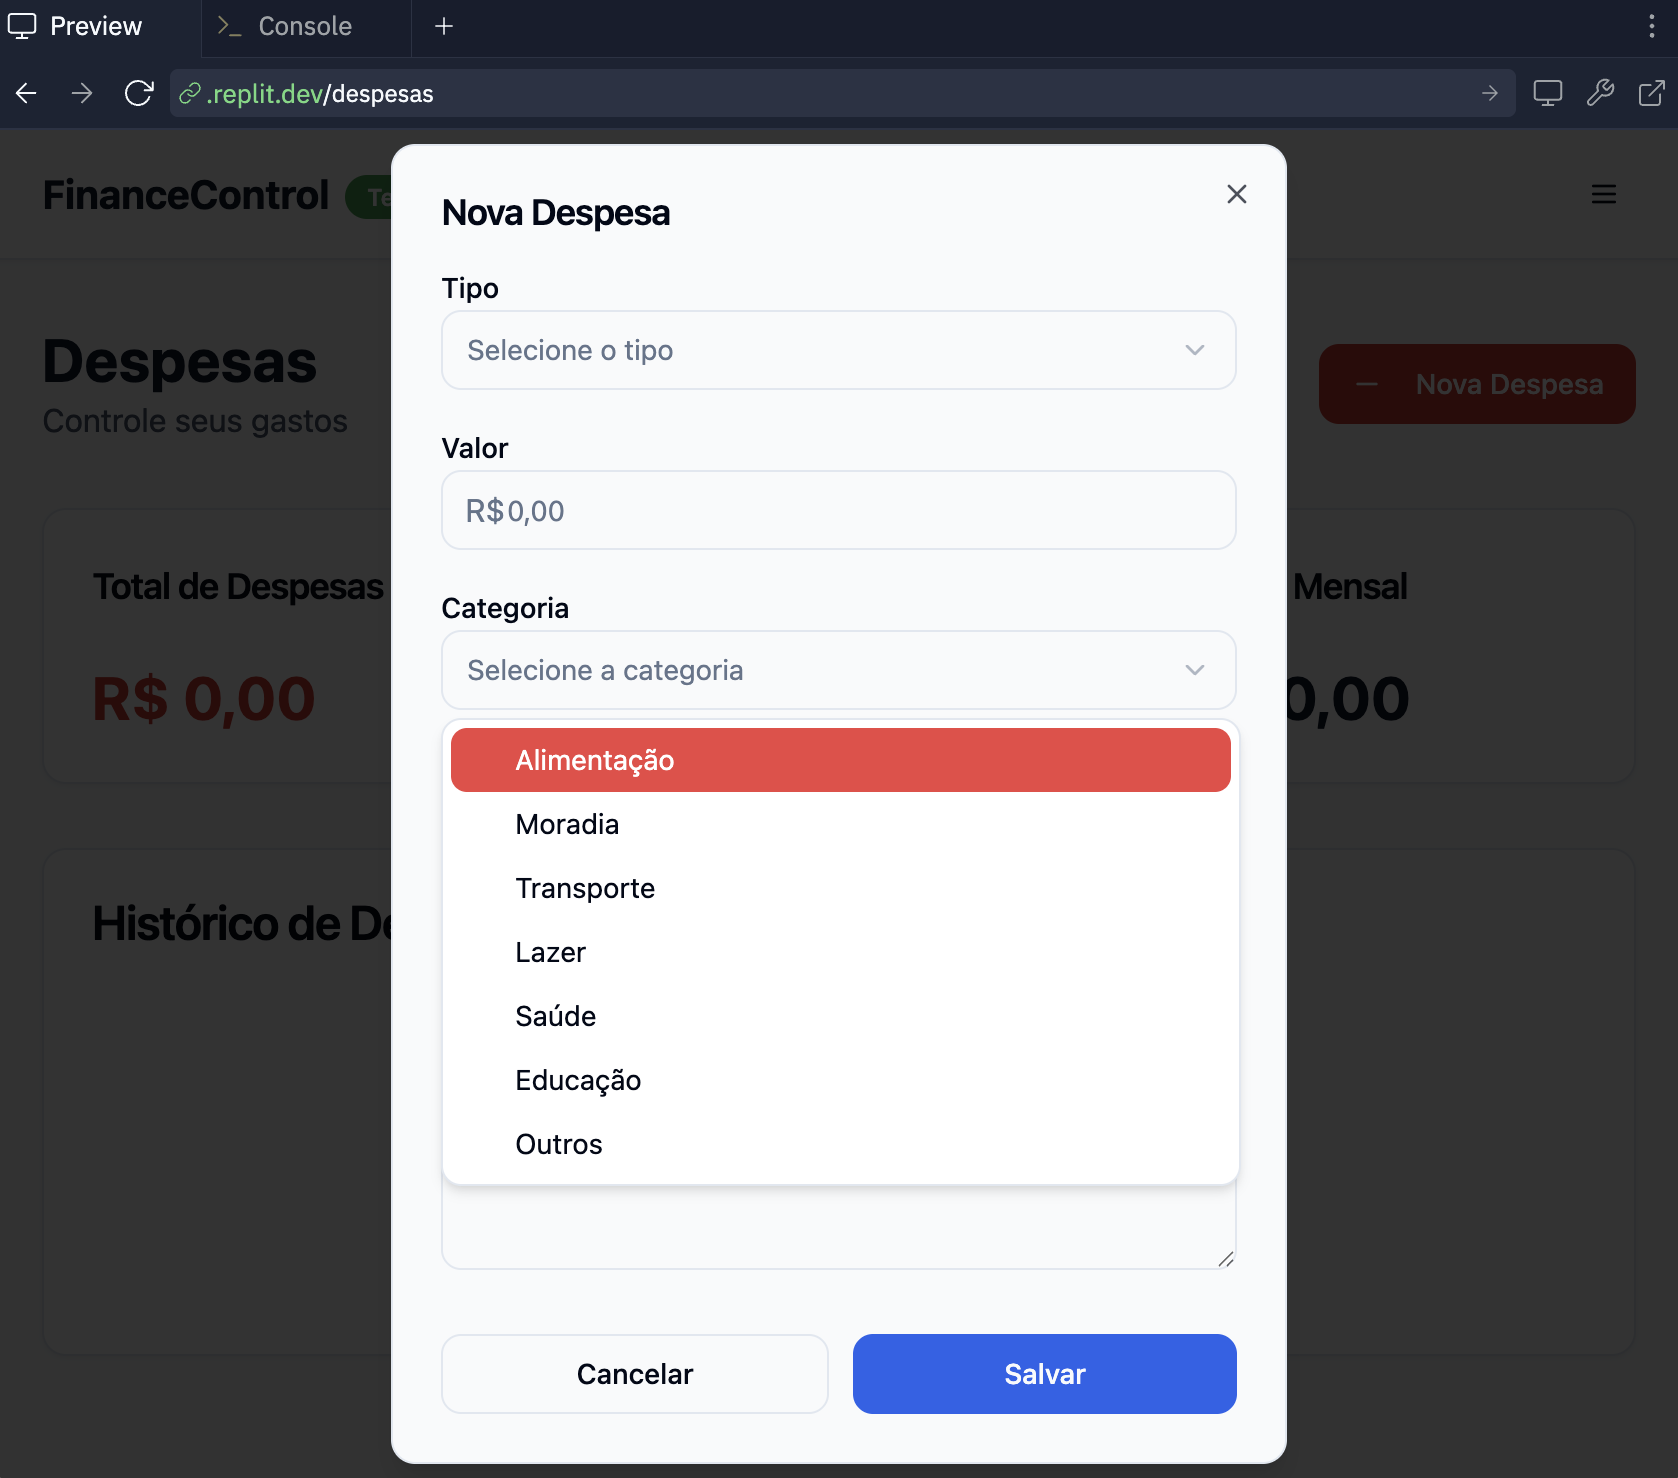 Preview
Console
.replit.dev/despesas
FinanceControl
Nova Despesa
Tipo
Selecione o tipo
Despesas
Controle seus gastos
Nova Despesa
Valor
R$ 0,00
Total de Despesas
Mensal
Categoria
Selecione a categoria
R$ 0,00
0,00
Alimentação
Moradia
Transporte
Histórico de
Lazer
Saúde
Educação
Outros
Cancelar
Salvar